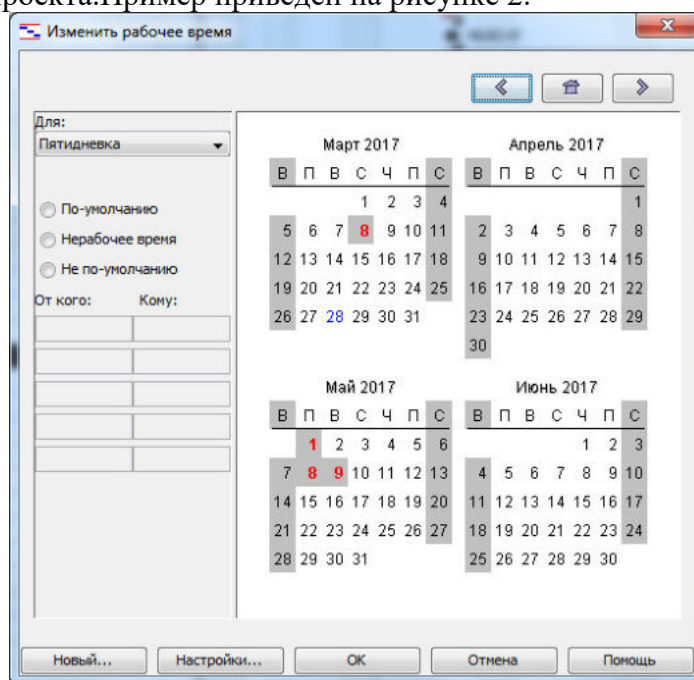 проекта.Пример приведен на рисунке 2.
Изменить рабочее время
Для:
Пятидневка
По-умолчанию
Нерабочее время
Не по-умолчанию
От кого: Кому:
Март 2017
В П В С Ч П С
1 2 3 4
5 6 7 8 9 10 11
12 13 14 15 16 17 18
19 20 21 22 23 24 25
26 27 28 29 30 31
Апрель 2017
В П В С Ч П С
1
2 3 4 5 6 7 8
9 10 11 12 13 14 15
16 17 18 19 20 21 22
23 24 25 26 27 28 29
30
Май 2017
В П В С Ч П С
1 2 3 4 5 6
7 8 9 10 11 12 13
14 15 16 17 18 19 20
21 22 23 24 25 26 27
28 29 30 31
Июнь 2017
В П В С Ч П С
1 2 3
4 5 6 7 8 9 10
11 12 13 14 15 16 17
18 19 20 21 22 23 24
25 26 27 28 29 30
Новый... Настройки... ОК Отмена Помощь